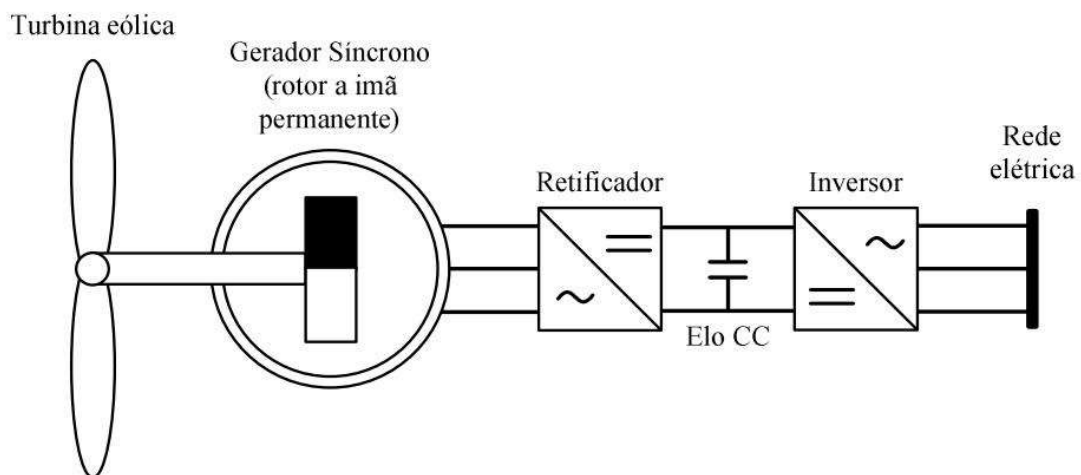 Turbina eólica
Gerador Síncrono
(rotor a imã
permanente)
Retificador
Elo CC
Inversor
Rede
elétrica